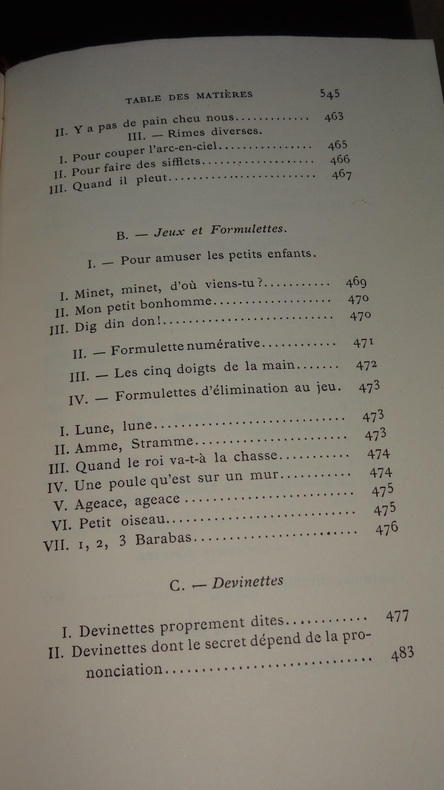 TABLE DES MATIÈRES 545
II. Y a pas de pain cheu nous............ 463
III. — Rimes diverses.
I. Pour couper l'arc-en-ciel................ 465
II. Pour faire des sifflets................... 466
III. Quand il pleut......................... 467
B. — Jeux et Formulettes.
I. — Pour amuser les petits enfants.
I. Minet, minet, d'où viens-tu ?........... 469
II. Mon petit bonhomme................... 470
III. Dig din don!........................... 470
II. — Formulette numérative............. 471
III. — Les cinq doigts de la main....... 472
IV. — Formulettes d'élimination au jeu. 473
I. Lune, lune............................. 473
II. Amme, Stramme....................... 473
III. Quand le roi va-t-à la chasse........... 474
IV. Une poule qu'est sur un mur........... 474
V. Ageace, ageace ......................... 475
VI. Petit oiseau............................ 475
VII. 1, 2, 3 Barabas........................ 476
C. — Devinettes
I. Devinettes proprement dites............ 477
II. Devinettes dont le secret dépend de la pro-
nonciation............................. 483